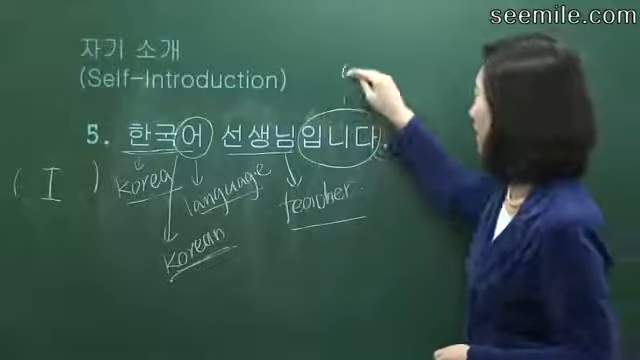 seemile.com
자기 소개
(Self-Introduction)
5. 한국어 선생님입니다.
( I )
Korea
language
teacher
Korean